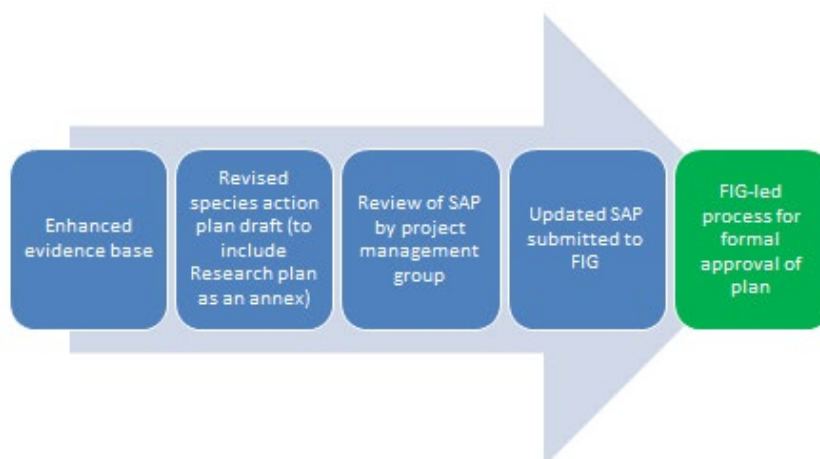 Enhanced
evidence base
Revised
species action
plan draft (to
include
Research plan
as an annex)
Review of SAP
by project
management
group
Updated SAP
submitted to
FIG
FIG-led
process for
formal
approval of
plan